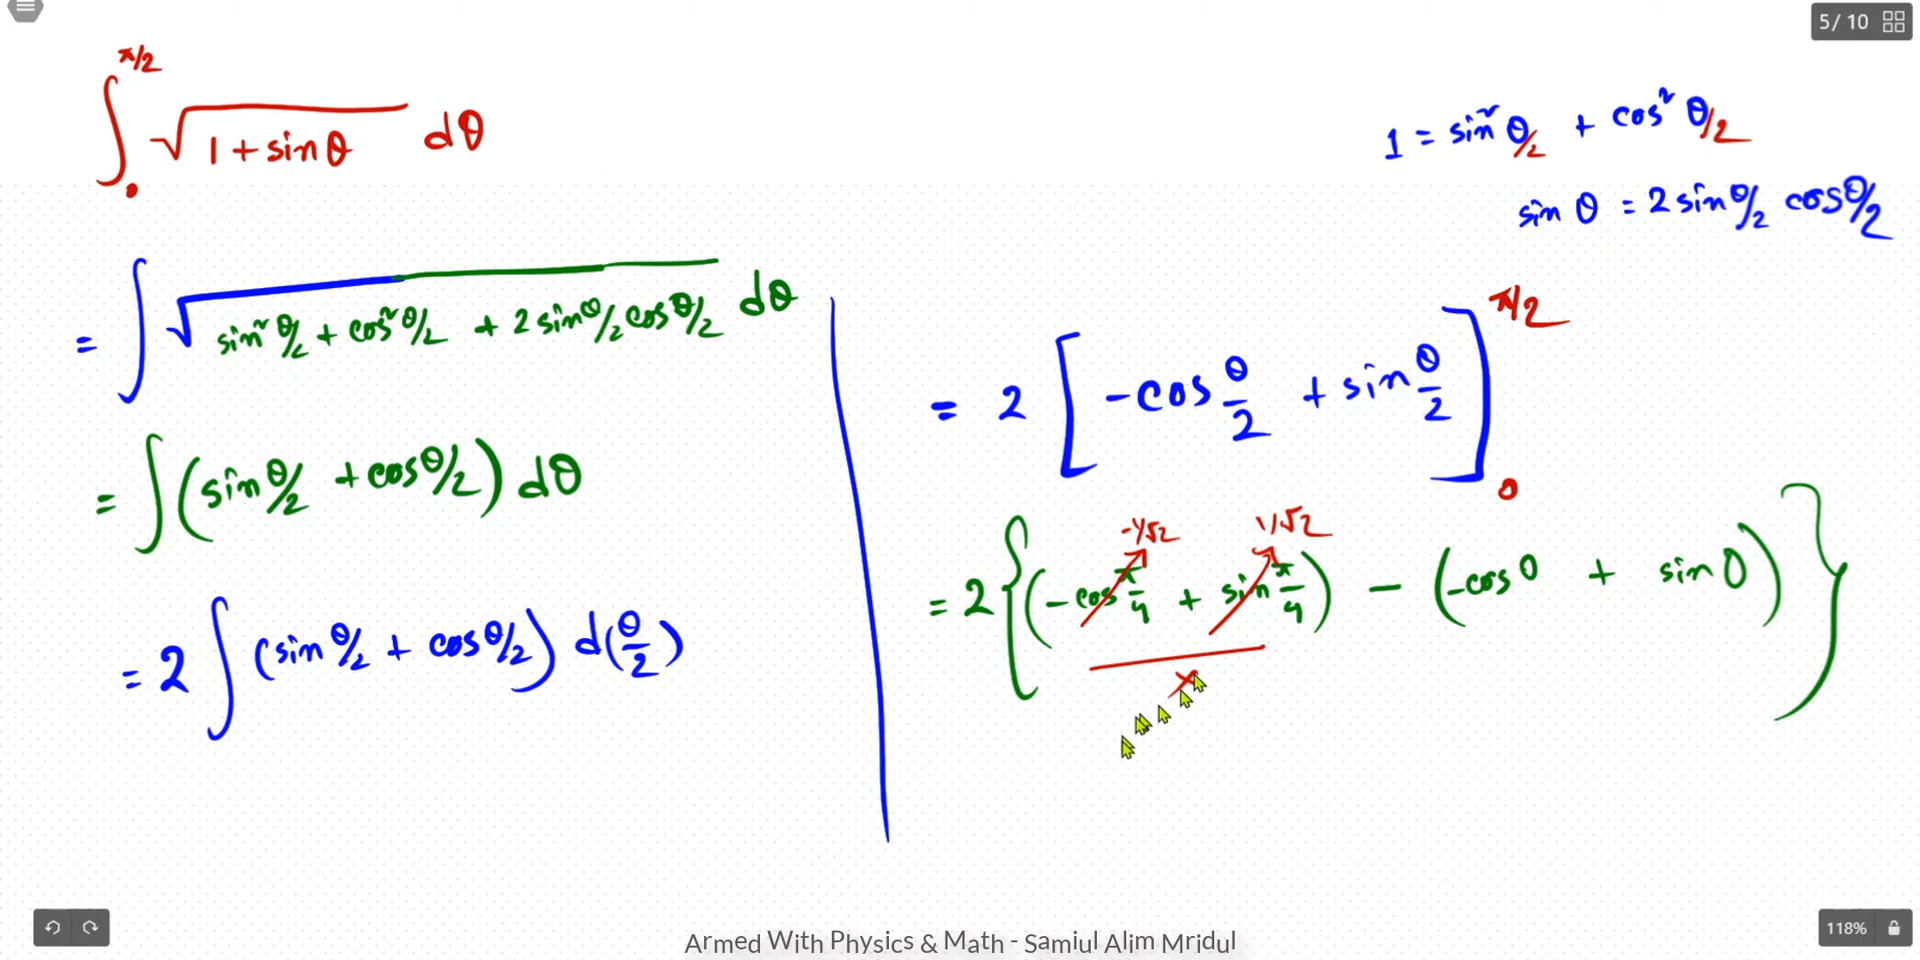 5 / 10
∫₀^π/2 √(1 + sin θ) dθ
1 = sin² θ/2 + cos² θ/2
sin θ = 2 sin θ/2 cos θ/2
= ∫ √(sin² θ/2 + cos² θ/2 + 2 sin θ/2 cos θ/2) dθ
= ∫ (sin θ/2 + cos θ/2) dθ
= 2 ∫ (sin θ/2 + cos θ/2) d(θ/2)
= 2 [-cos θ/2 + sin θ/2]₀^π/2
-1/√2 1/√2
= 2 {(-cos π/4 + sin π/4) - (-cos 0 + sin 0)}
118%
Armed With Physics & Math - Samiul Alim Mridul